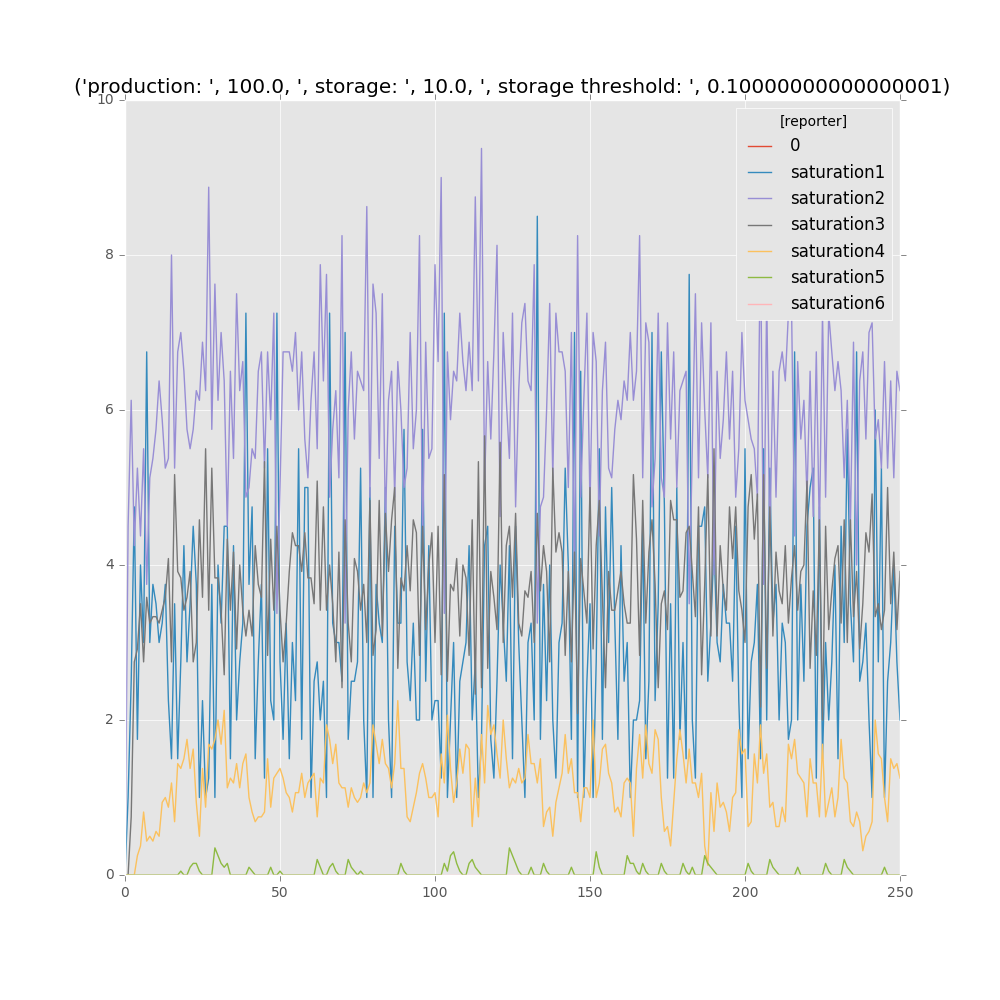 ('production: ', 100.0, ', storage: ', 10.0, ', storage threshold: ', 0.10000000000000001)
10
8
6
4
2
0
0
50
100
150
200
250
[reporter]
0
saturation1
saturation2
saturation3
saturation4
saturation5
saturation6